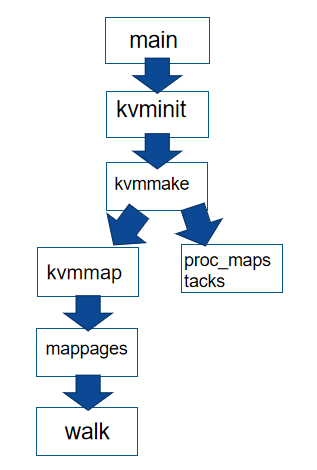 main
kvminit
kvmmake
kvmmap
proc_maps
tacks
mappages
walk